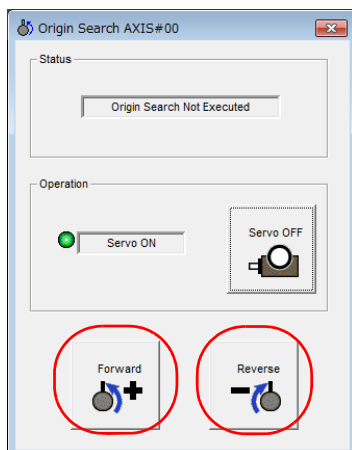 Origin Search AXIS#00
Status
Origin Search Not Executed
Operation
Servo ON
Servo OFF
Forward
Reverse